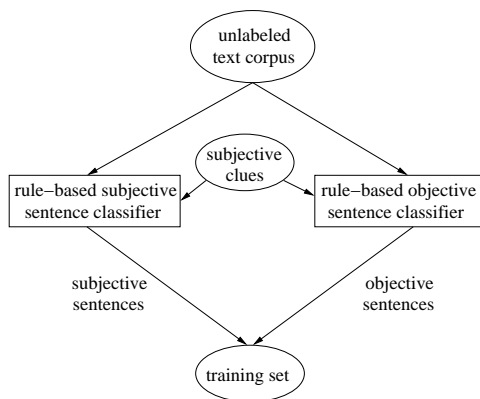 unlabeled
text corpus
subjective
clues
rule−based subjective
sentence classifier
rule−based objective
sentence classifier
subjective
sentences
objective
sentences
training set